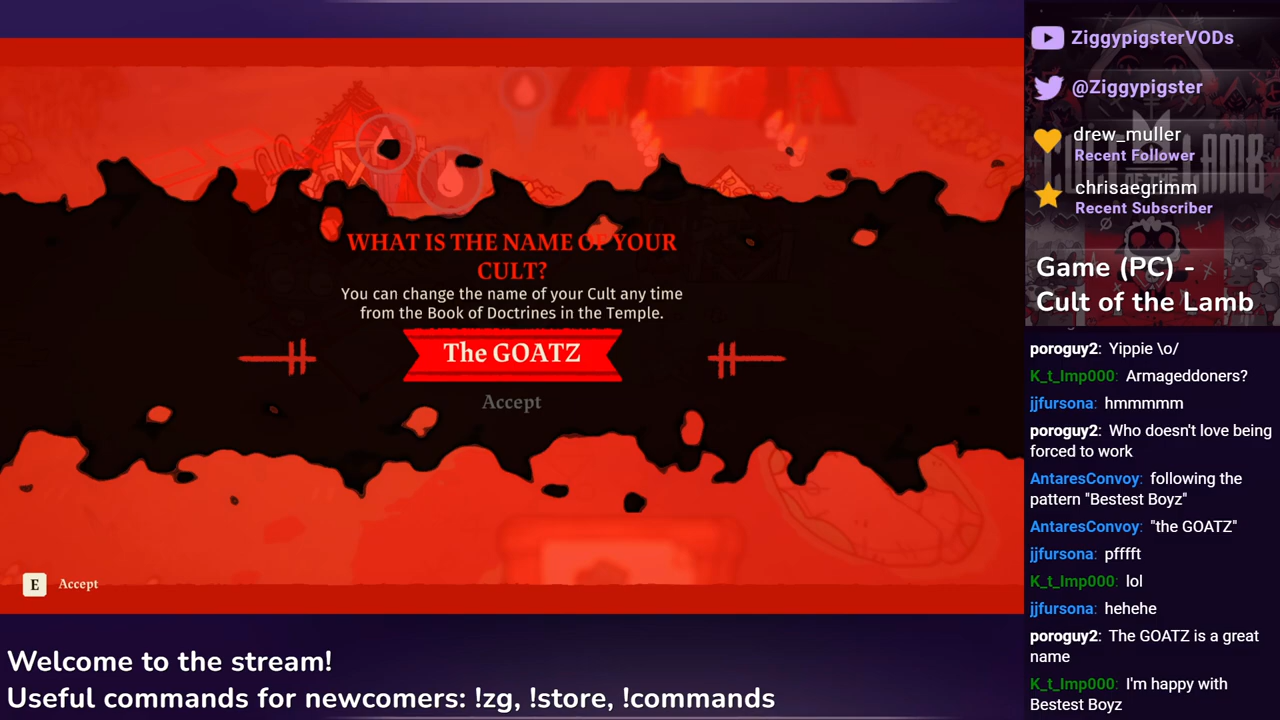 WHAT IS THE NAME OF YOUR
CULT?
You can change the name of your Cult any time
from the Book of Doctrines in the Temple.
The GOATZ
Accept
E Accept
Welcome to the stream!
Useful commands for newcomers: !zg, !store, !commands
ZiggypigsterVODs
@Ziggypigster
drew_muller
Recent Follower
chrisaegrimm
Recent Subscriber
CULT OF THE LAMB
Game (PC) -
Cult of the Lamb
poroguy2: Yippie \o/
K_t_Imp000: Armageddoners?
jjfursona: hmmmmm
poroguy2: Who doesn't love being
forced to work
AntaresConvoy: following the
pattern "Bestest Boyz"
AntaresConvoy: "the GOATZ"
jjfursona: pfffft
K_t_Imp000: lol
jjfursona: hehehe
poroguy2: The GOATZ is a great
name
K_t_Imp000: I'm happy with
Bestest Boyz